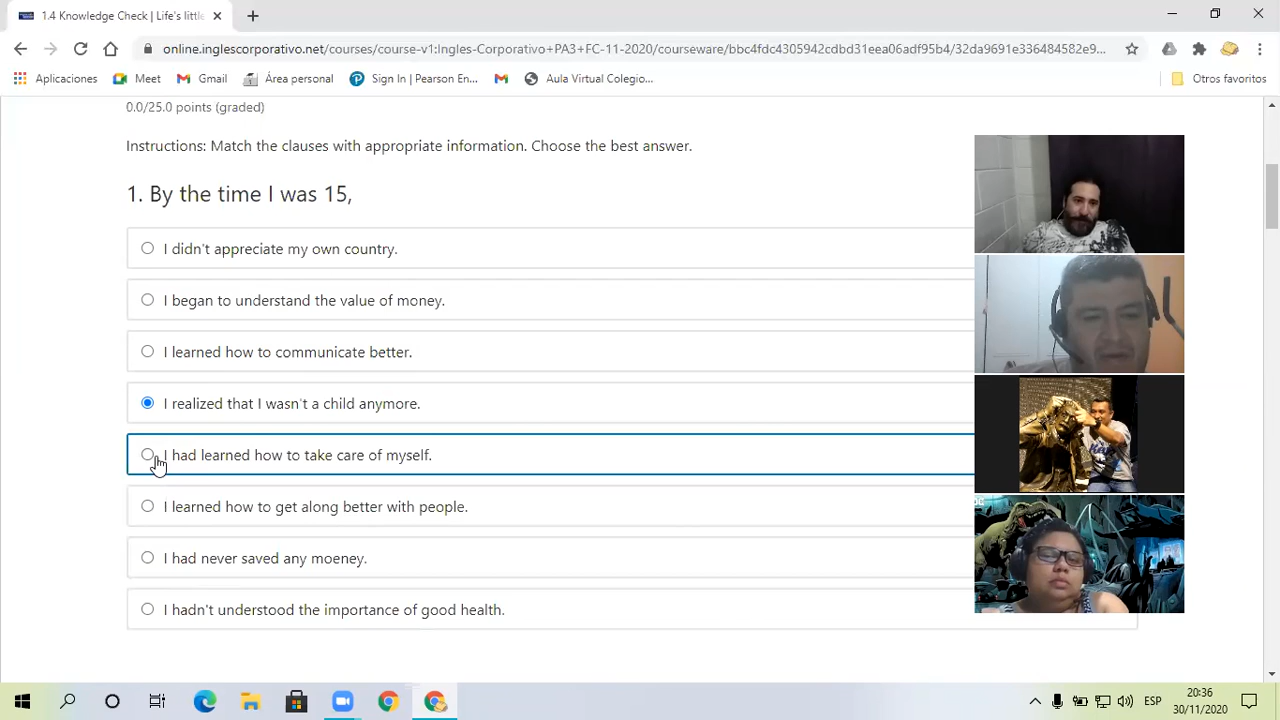 1.4 Knowledge Check | Life's little
online.inglescorporativo.net/courses/course-v1:Ingles-Corporativo+PA3+FC-11-2020/courseware/bbc4fdc4305942cdbd31eea06adf95b4/32da9691e336484582e9...
Aplicaciones Meet Gmail Área personal Sign In | Pearson En... Aula Virtual Colegio... Otros favoritos
0.0/25.0 points (graded)
Instructions: Match the clauses with appropriate information. Choose the best answer.
1. By the time I was 15,
I didn't appreciate my own country.
I began to understand the value of money.
I learned how to communicate better.
I realized that I wasn't a child anymore.
I had learned how to take care of myself.
I learned how to get along better with people.
I had never saved any moeney.
I hadn't understood the importance of good health.
ESP
20:36
30/11/2020